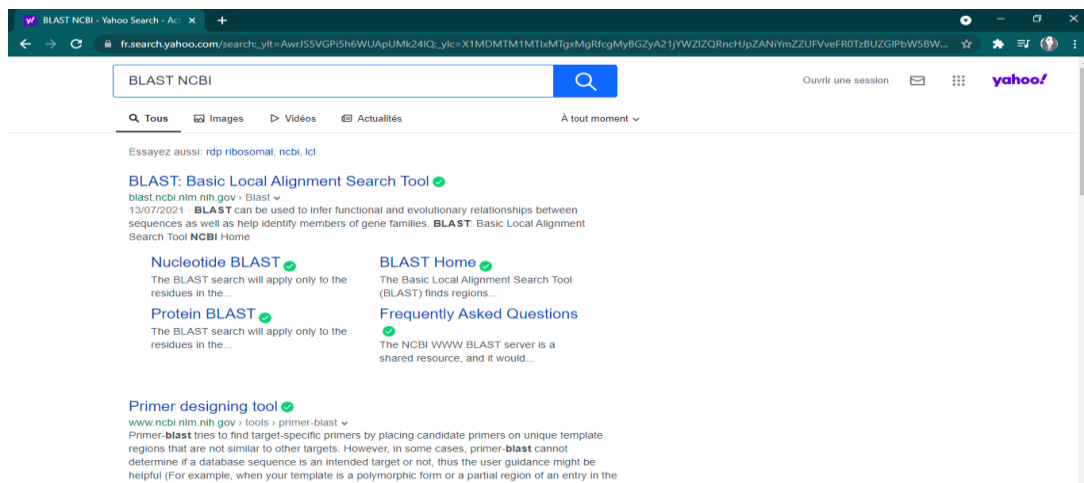 BLAST NCBI - Yahoo Search - Act
fr.search.yahoo.com/search;_ylt=AwrJS5VGPi5h6WUApUMk24IQ;_ylc=X1MDMTM1MTIxMTgxMgRfcgMyBGZyA21jYWZlZQRncHJpZANiYmZZUFVveFR0TzBUZGlPbW5BW...
BLAST NCBI
Ouvrir une session
yahoo!
Tous Images Vidéos Actualités À tout moment
Essayez aussi: rdp ribosomal, ncbi, lcl
BLAST: Basic Local Alignment Search Tool
blast.ncbi.nlm.nih.gov › Blast
13/07/2021 · BLAST can be used to infer functional and evolutionary relationships between
sequences as well as help identify members of gene families. BLAST: Basic Local Alignment
Search Tool NCBI Home
Nucleotide BLAST
The BLAST search will apply only to the
residues in the...
BLAST Home
The Basic Local Alignment Search Tool
(BLAST) finds regions...
Protein BLAST
The BLAST search will apply only to the
residues in the...
Frequently Asked Questions
The NCBI WWW BLAST server is a
shared resource, and it would...
Primer designing tool
www.ncbi.nlm.nih.gov › tools › primer-blast
Primer-blast tries to find target-specific primers by placing candidate primers on unique template
regions that are not similar to other targets. However, in some cases, primer-blast cannot
determine if a database sequence is an intended target or not, thus the user guidance might be
helpful (For example, when your template is a polymorphic form or a partial region of an entry in the